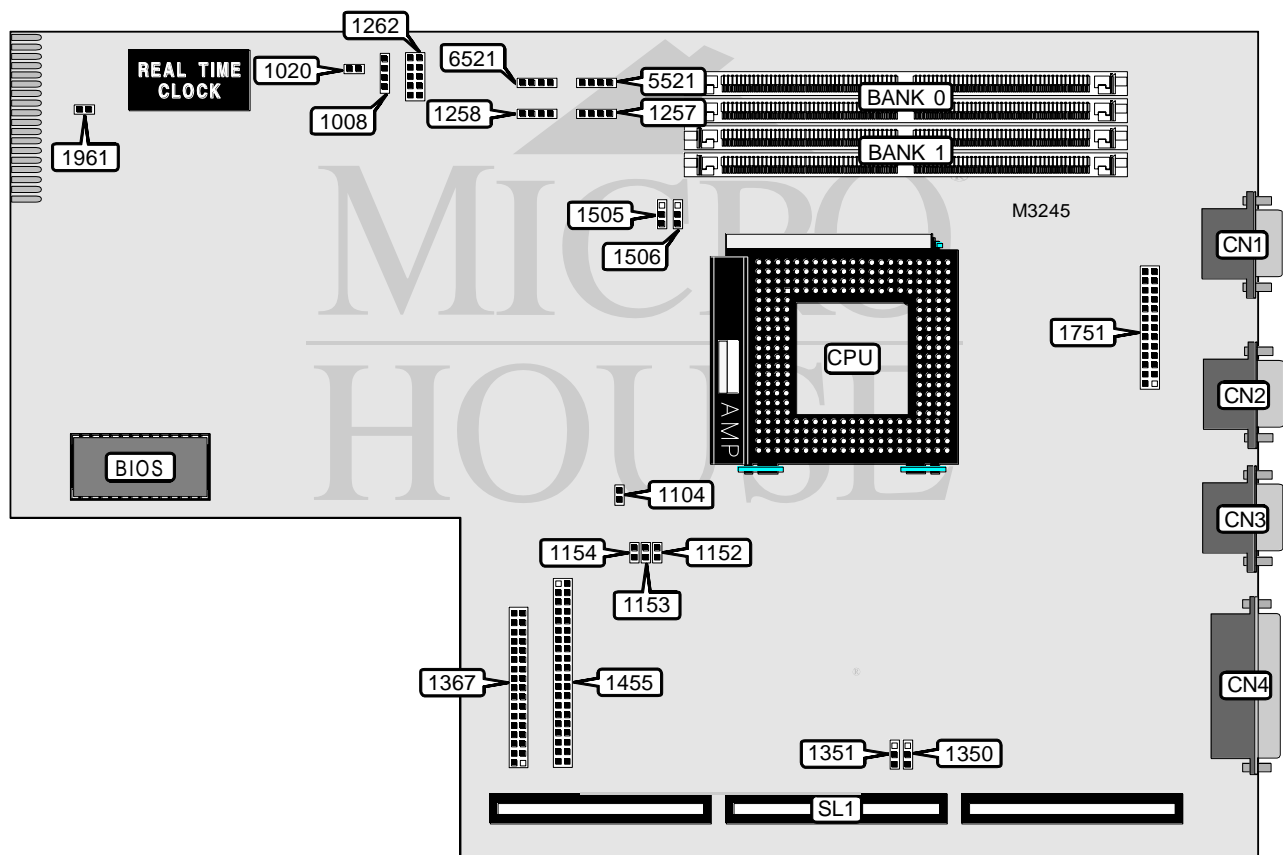 1262
6521
5521
1020
REAL TIME
CLOCK
BANK 0
1008
1258
1257
1961
BANK 1
MICRO
HOUSE
M3245
1505
1506
CN1
1751
CPU
CN2
AMP
BIOS
1104
CN3
1154
1152
1153
1367
1455
CN4
1351
1350
SL1